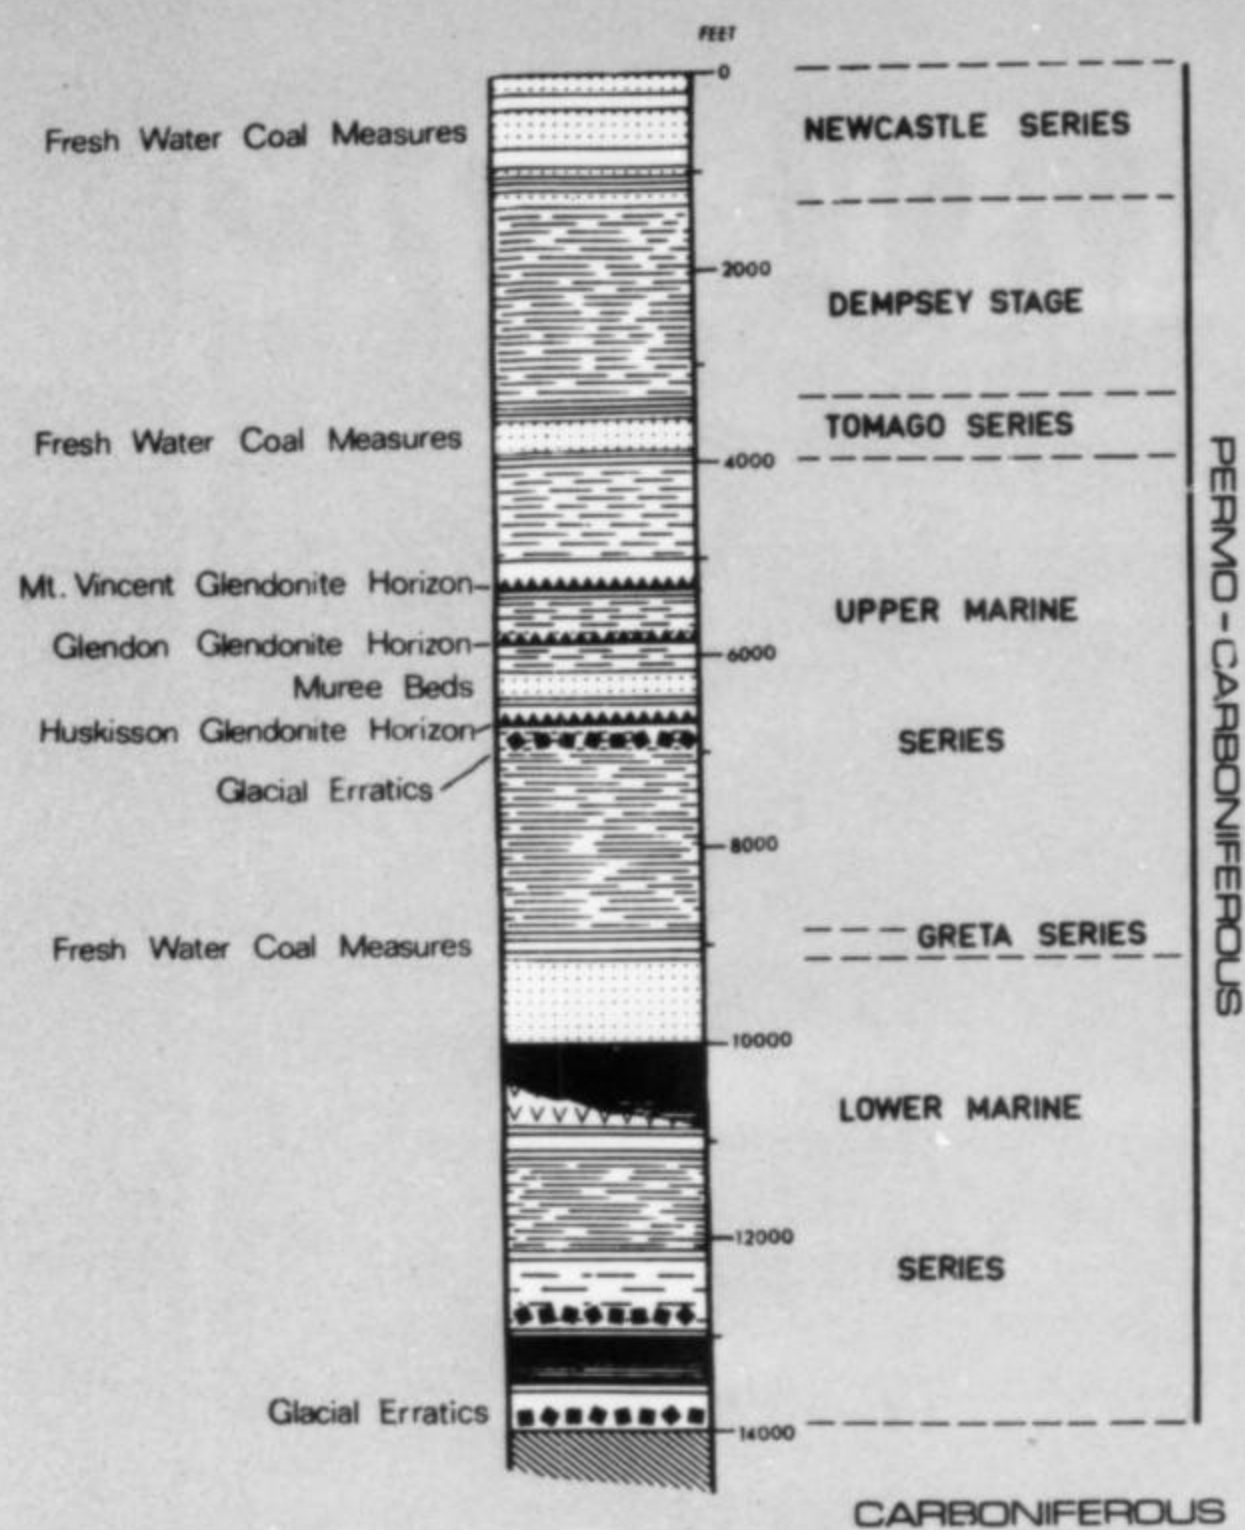 FEET
0
Fresh Water Coal Measures
NEWCASTLE SERIES
2000
DEMPSEY STAGE
TOMAGO SERIES
Fresh Water Coal Measures
4000
Mt. Vincent Glendonite Horizon
UPPER MARINE
Glendon Glendonite Horizon
6000
Muree Beds
Huskisson Glendonite Horizon
SERIES
Glacial Erratics
8000
GRETA SERIES
Fresh Water Coal Measures
10000
LOWER MARINE
12000
SERIES
Glacial Erratics
14000
PERMO-CARBONIFEROUS
CARBONIFEROUS